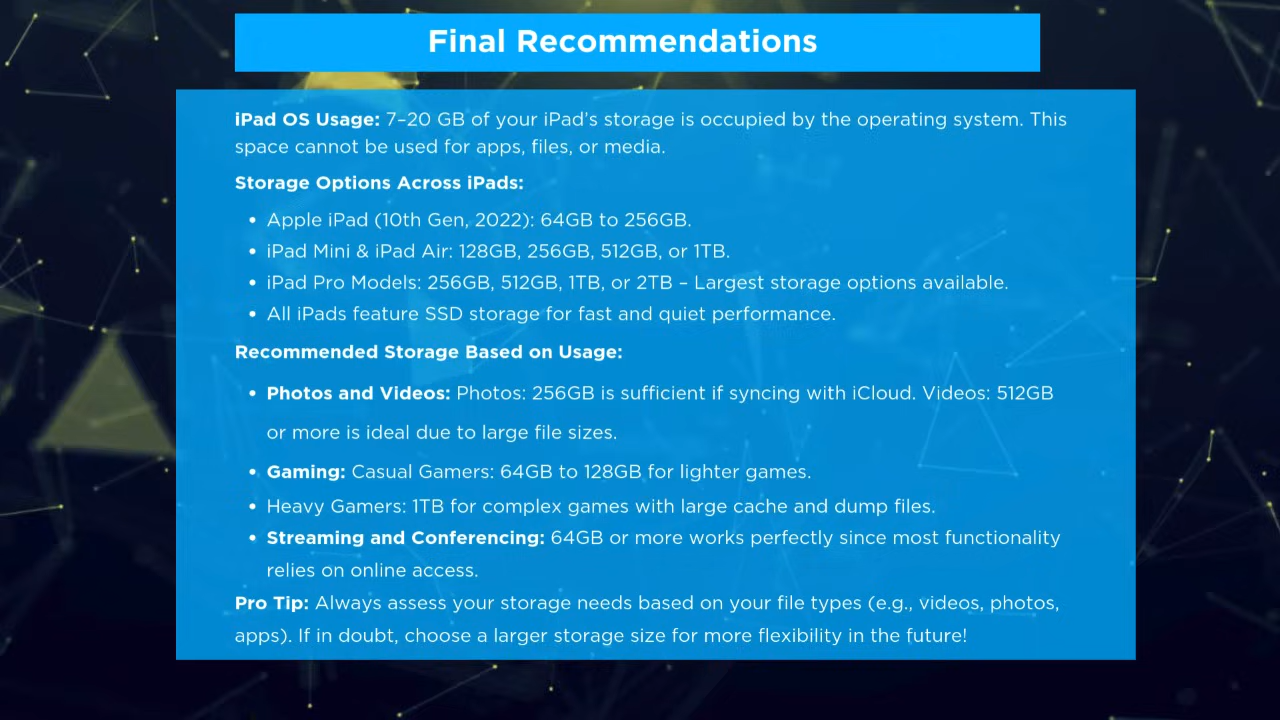 Final Recommendations
iPad OS Usage: 7–20 GB of your iPad's storage is occupied by the operating system. This
space cannot be used for apps, files, or media.
Storage Options Across iPads:
• Apple iPad (10th Gen, 2022): 64GB to 256GB.
• iPad Mini & iPad Air: 128GB, 256GB, 512GB, or 1TB.
• iPad Pro Models: 256GB, 512GB, 1TB, or 2TB – Largest storage options available.
• All iPads feature SSD storage for fast and quiet performance.
Recommended Storage Based on Usage:
• Photos and Videos: Photos: 256GB is sufficient if syncing with iCloud. Videos: 512GB
or more is ideal due to large file sizes.
• Gaming: Casual Gamers: 64GB to 128GB for lighter games.
• Heavy Gamers: 1TB for complex games with large cache and dump files.
• Streaming and Conferencing: 64GB or more works perfectly since most functionality
relies on online access.
Pro Tip: Always assess your storage needs based on your file types (e.g., videos, photos,
apps). If in doubt, choose a larger storage size for more flexibility in the future!